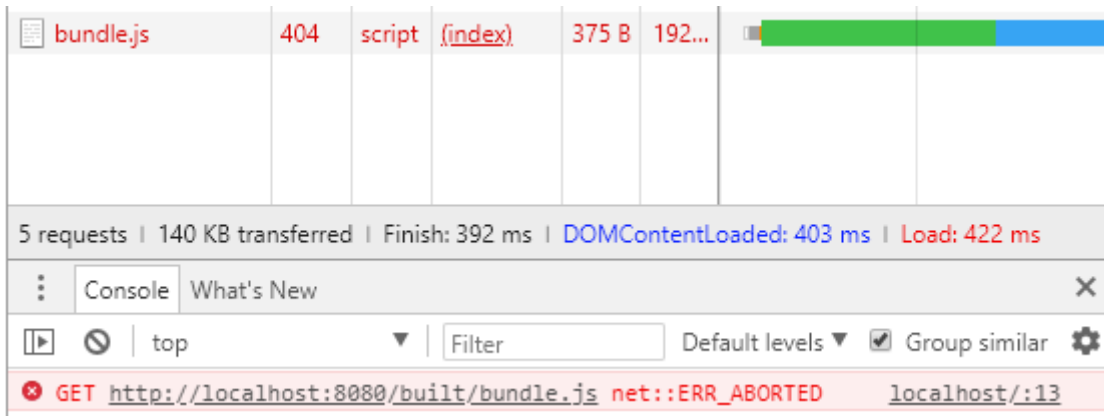 bundle.js 404 script (index) 375 B 192...
5 requests | 140 KB transferred | Finish: 392 ms | DOMContentLoaded: 403 ms | Load: 422 ms
Console What's New
top Filter Default levels Group similar
GET http://localhost:8080/built/bundle.js net::ERR_ABORTED localhost/:13